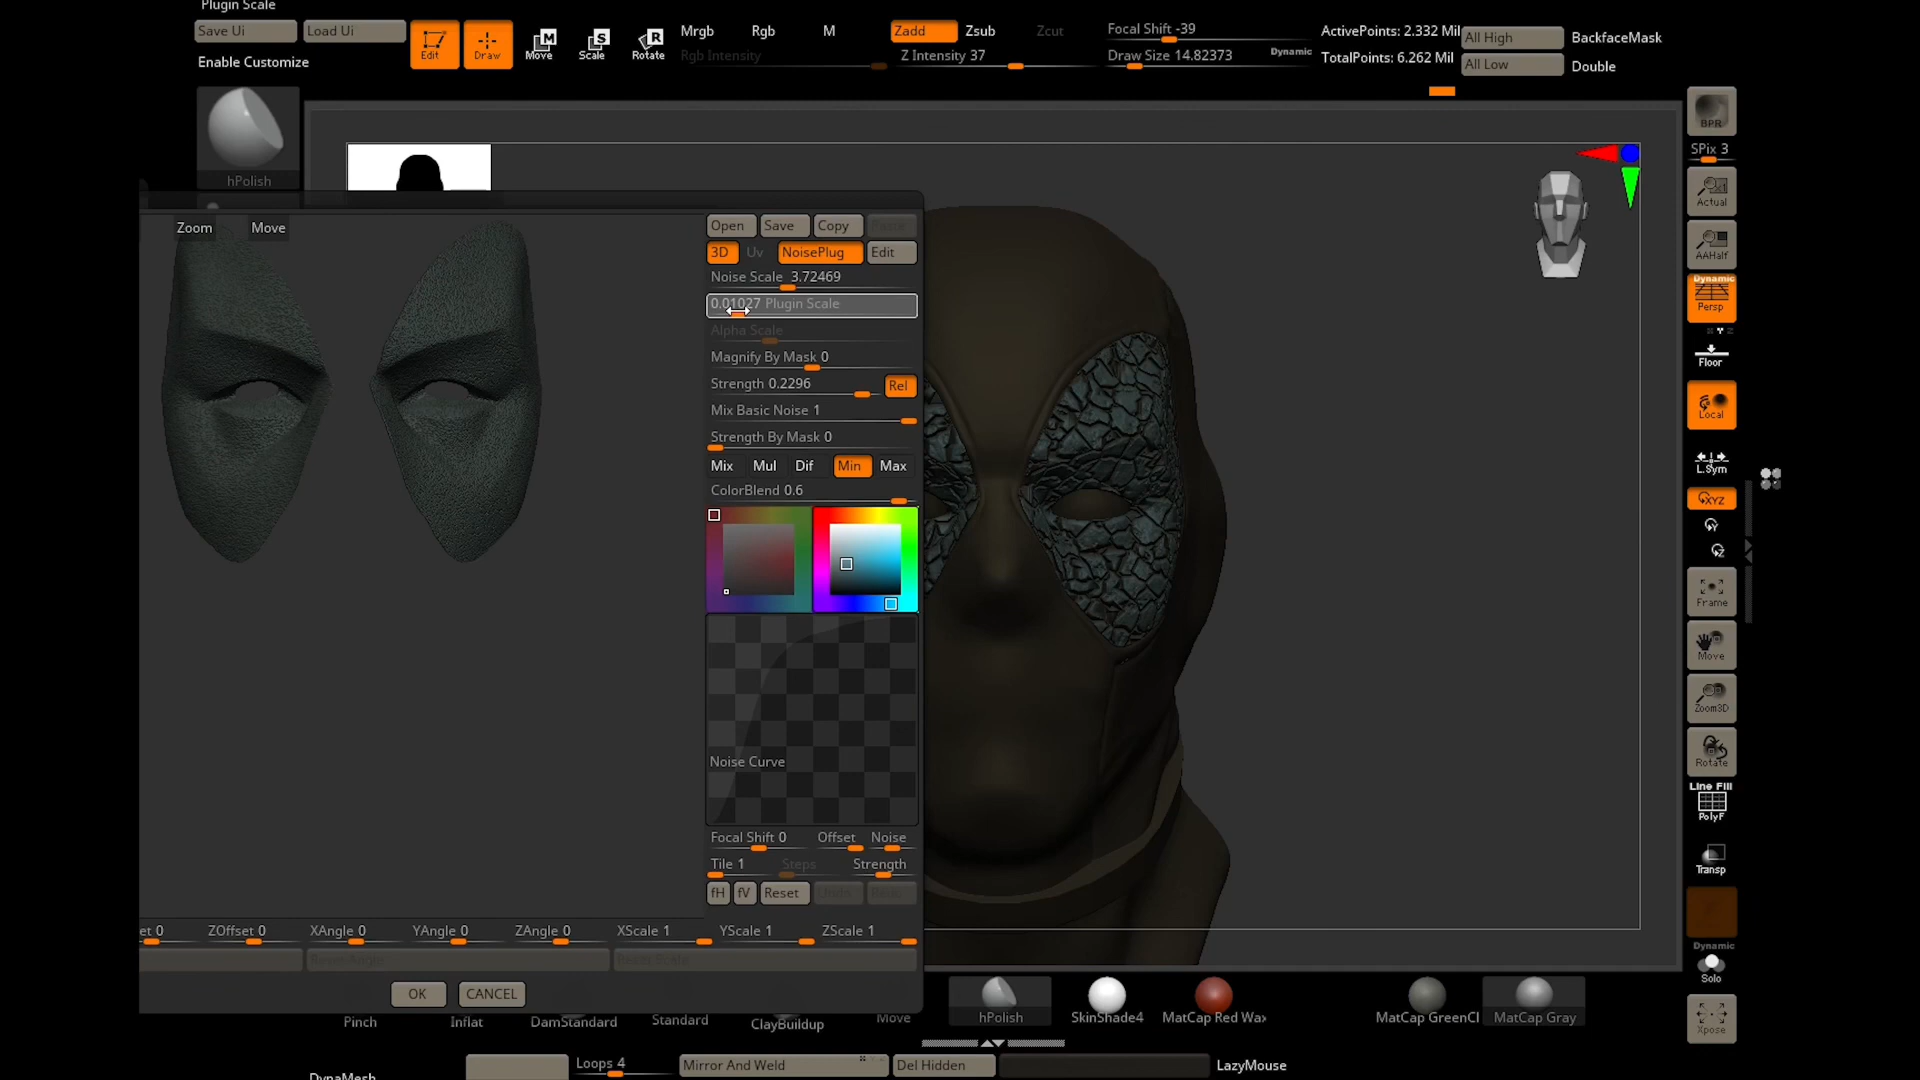 Plugin Scale
Save Ui
Load Ui
Enable Customize
Edit
Draw
Move
Scale
Rotate
Mrgb
Rgb
M
Rgb Intensity
Zadd
Zsub
Zcut
Z Intensity 37
Focal Shift -39
Draw Size 14.82373
Dynamic
ActivePoints: 2.332 Mil
TotalPoints: 6.262 Mil
All High
All Low
BackfaceMask
Double
hPolish
Zoom
Move
Open
Save
Copy
3D
Uv
NoisePlug
Edit
Noise Scale 3.72469
0.01027 Plugin Scale
Alpha Scale
Magnify By Mask 0
Strength 0.2296
Rel
Mix Basic Noise 1
Strength By Mask 0
Mix
Mul
Dif
Min
Max
ColorBlend 0.6
Noise Curve
Focal Shift 0
Offset
Noise
Tile 1
Steps
Strength
fH
fV
Reset
et 0
ZOffset 0
XAngle 0
YAngle 0
ZAngle 0
XScale 1
YScale 1
ZScale 1
OK
CANCEL
Pinch
Inflat
DamStandard
Standard
ClayBuildup
Move
hPolish
SkinShade4
MatCap Red Wax
MatCap GreenCl
MatCap Gray
DynaMesh
Loops 4
Mirror And Weld
Del Hidden
LazyMouse
BPR
SPix 3
Actual
AAHalf
Dynamic
Persp
Floor
Local
L.Sym
XYZ
Frame
Move
Zoom3D
Rotate
Line Fill
PolyF
Transp
Dynamic
Solo
Xpose